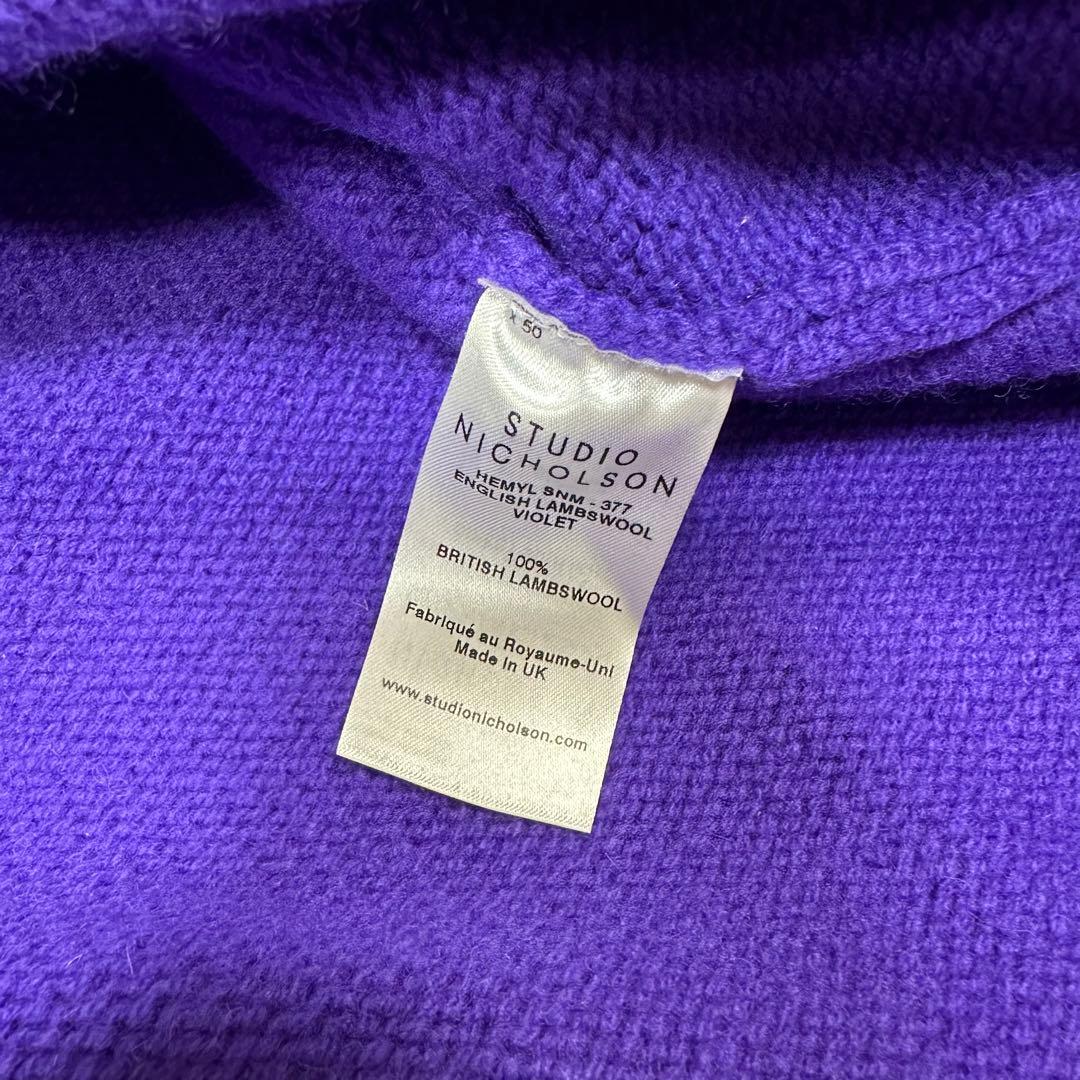 50
STUDIO
NICHOLSON
HEMYL SNM - 377
ENGLISH LAMBSWOOL
VIOLET
100%
BRITISH LAMBSWOOL
Fabriqué au Royaume-Uni
Made in UK
www.studionicholson.com